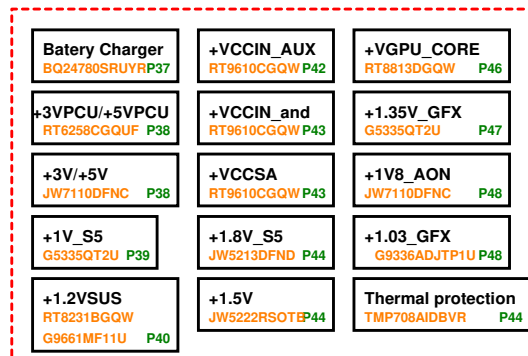 Batery Charger
BQ24780SRUYR P37
+3VPCU/+5VPCU
RT6258CGQUF P38
+3V/+5V
JW7110DFNC P38
+1V_S5
G5335QT2U P39
+1.2VSUS
RT8231BGQW
G9661MF11U P40
+VCCIN_AUX
RT9610CGQW P42
+VCCIN_and
RT9610CGQW P43
+VCCSA
RT9610CGQW P43
+1.8V_S5
JW5213DFND P44
+1.5V
JW5222RSOTB P44
+VGPU_CORE
RT8813DGQW P46
+1.35V_GFX
G5335QT2U P47
+1V8_AON
JW7110DFNC P48
+1.03_GFX
G9336ADJTP1U P48
Thermal protection
TMP708AIDBVR P44